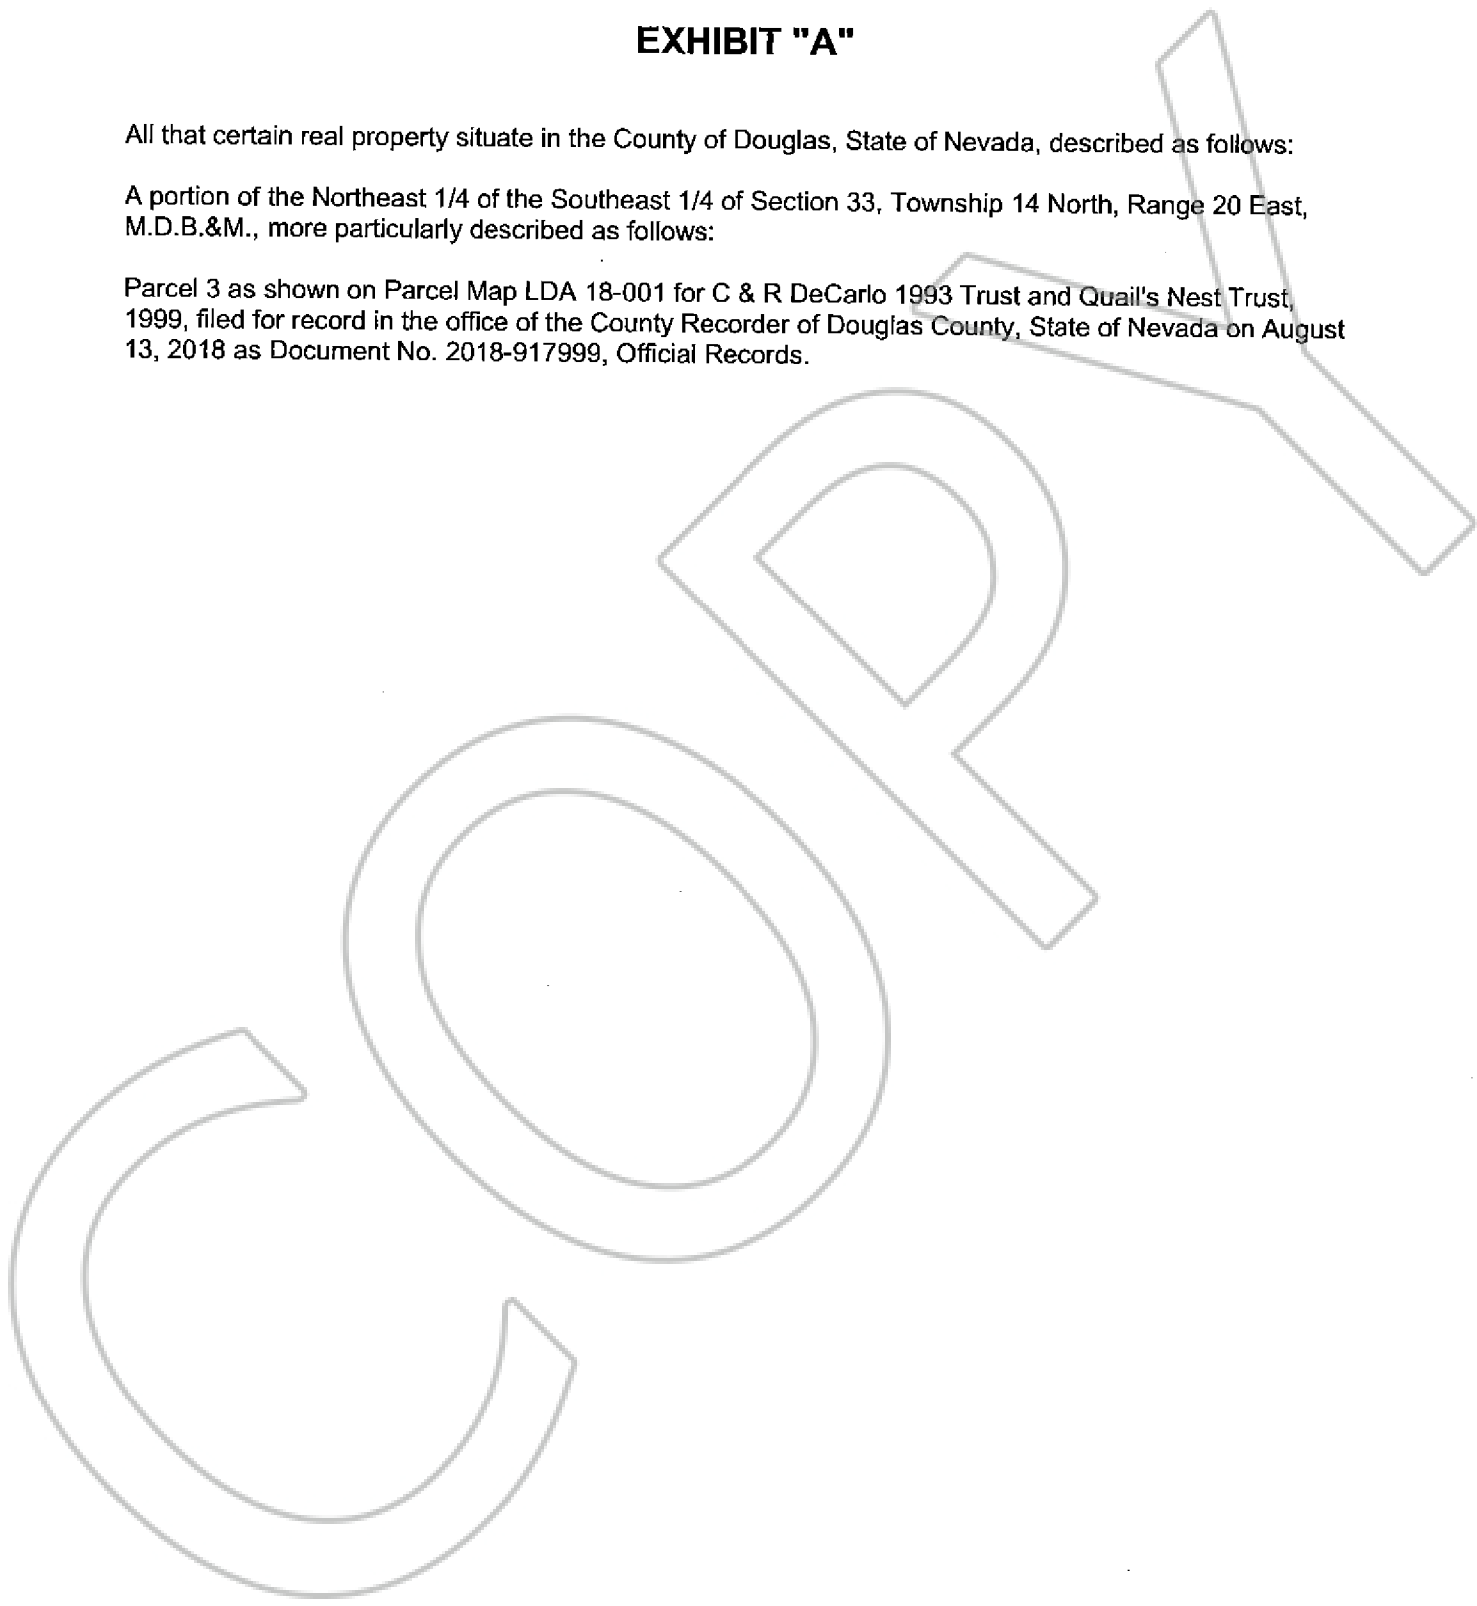 EXHIBIT "A"
All that certain real property situate in the County of Douglas, State of Nevada, described as follows:
A portion of the Northeast 1/4 of the Southeast 1/4 of Section 33, Township 14 North, Range 20 East,
M.D.B.&M., more particularly described as follows:
Parcel 3 as shown on Parcel Map LDA 18-001 for C & R DeCarlo 1993 Trust and Quail's Nest Trust,
1999, filed for record in the office of the County Recorder of Douglas County, State of Nevada on August
13, 2018 as Document No. 2018-917999, Official Records.
COPY